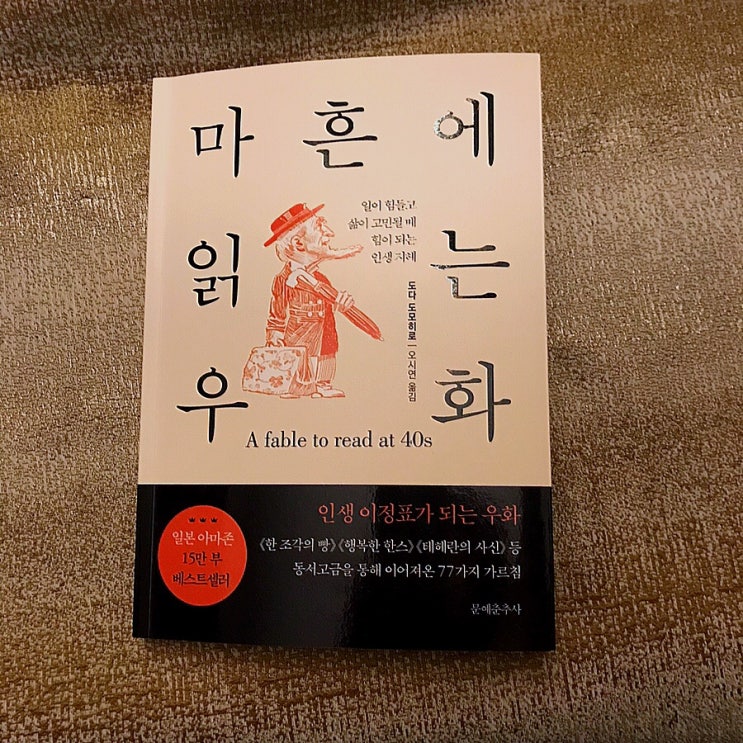 마흔에
읽는
우화
일이 힘들고
삶이 고민될 때
힘이 되는
인생 지혜
도다 도모히로 | 오시연 옮김
A fable to read at 40s
인생 이정표가 되는 우화
《한 조각의 빵》《행복한 한스》《테헤란의 사신》 등
동서고금을 통해 이어져온 77가지 가르침
일본 아마존
15만 부
베스트셀러
문예춘추사